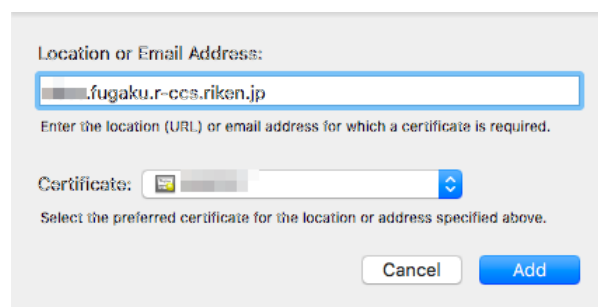 Location or Email Address:
.fugaku.r-ccs.riken.jp
Enter the location (URL) or email address for which a certificate is required.
Certificate:
Select the preferred certificate for the location or address specified above.
Cancel
Add